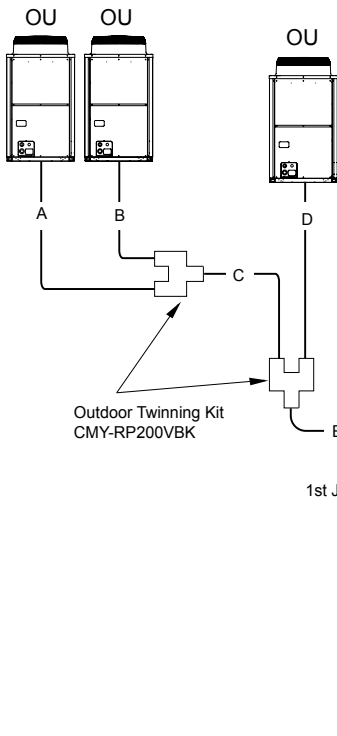 OU OU
OU
A
B
D
C
Outdoor Twinning Kit
CMY-RP200VBK
1st